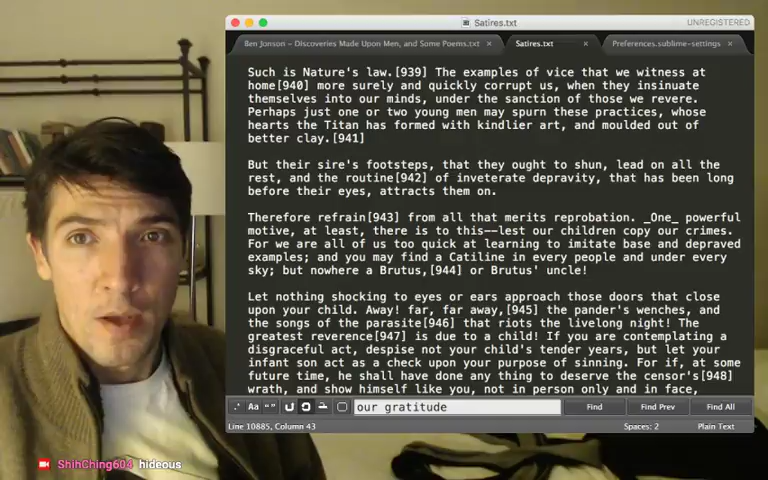 Satires.txt
UNREGISTERED
Ben Jonson – Discoveries Made Upon Men, and Some Poems.txt × Satires.txt × Preferences.sublime-settings ×
Such is Nature's law.[939] The examples of vice that we witness at
home[940] more surely and quickly corrupt us, when they insinuate
themselves into our minds, under the sanction of those we revere.
Perhaps just one or two young men may spurn these practices, whose
hearts the Titan has formed with kindlier art, and moulded out of
better clay.[941]
But their sire's footsteps, that they ought to shun, lead on all the
rest, and the routine[942] of inveterate depravity, that has been long
before their eyes, attracts them on.
Therefore refrain[943] from all that merits reprobation. _One_ powerful
motive, at least, there is to this--lest our children copy our crimes.
For we are all of us too quick at learning to imitate base and depraved
examples; and you may find a Catiline in every people and under every
sky; but nowhere a Brutus,[944] or Brutus' uncle!
Let nothing shocking to eyes or ears approach those doors that close
upon your child. Away! far, far away,[945] the pander's wenches, and
the songs of the parasite[946] that riots the livelong night! The
greatest reverence[947] is due to a child! If you are contemplating a
disgraceful act, despise not your child's tender years, but let your
infant son act as a check upon your purpose of sinning. For if, at some
future time, he shall have done any thing to deserve the censor's[948]
wrath, and show himself like you, not in person only and in face,
.* Aa “” our gratitude Find Find Prev Find All
Line 10885, Column 43 Spaces: 2 Plain Text
ShihChing604 hideous